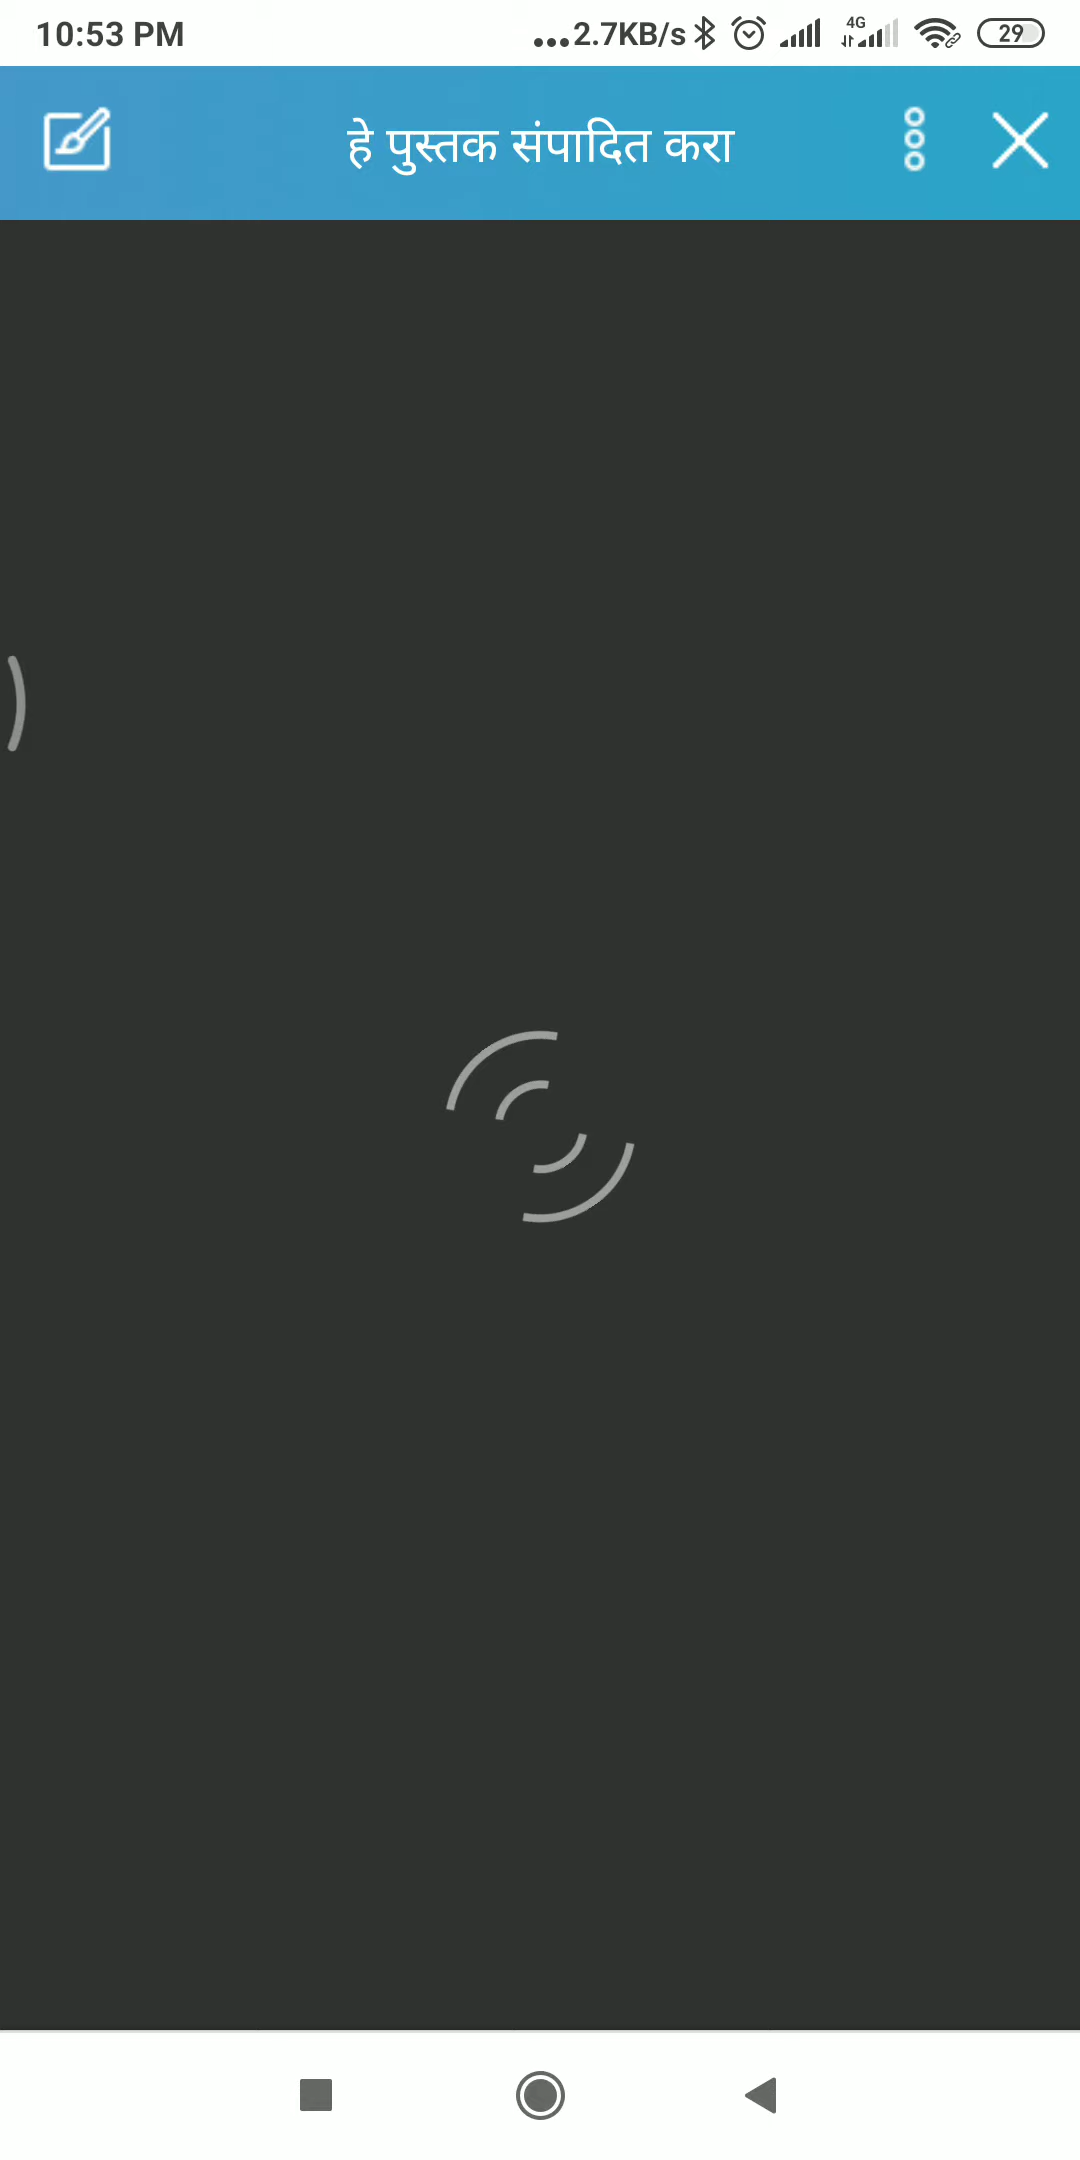 10:53 PM ...2.7KB/s 4G 29
हे पुस्तक संपादित करा